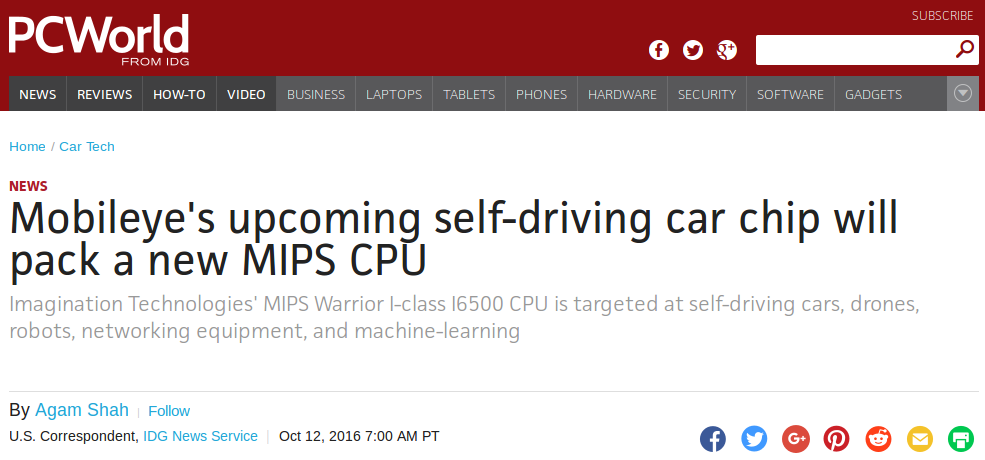 SUBSCRIBE
PCWorld
FROM IDG
NEWS REVIEWS HOW-TO VIDEO BUSINESS LAPTOPS TABLETS PHONES HARDWARE SECURITY SOFTWARE GADGETS
Home / Car Tech
NEWS
Mobileye's upcoming self-driving car chip will
pack a new MIPS CPU
Imagination Technologies' MIPS Warrior I-class I6500 CPU is targeted at self-driving cars, drones,
robots, networking equipment, and machine-learning
By Agam Shah | Follow
U.S. Correspondent, IDG News Service | Oct 12, 2016 7:00 AM PT